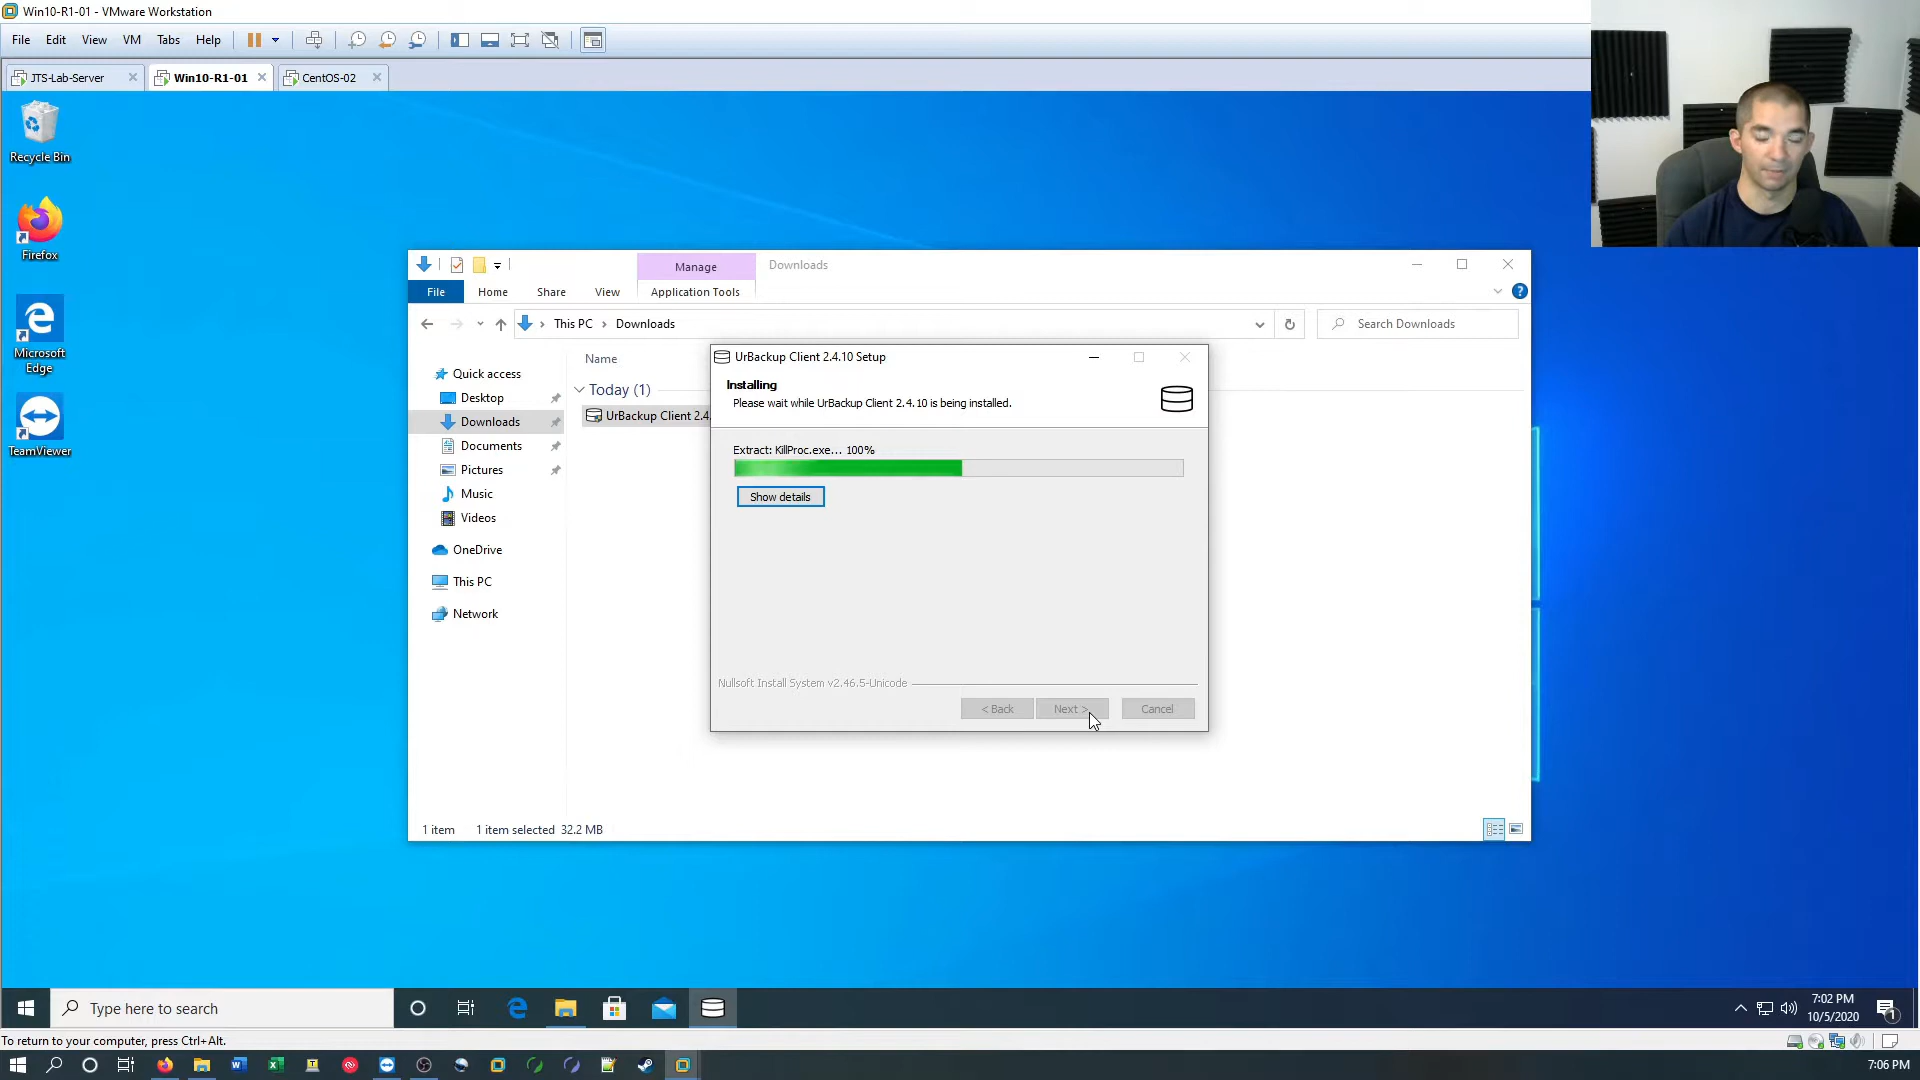 Win10-R1-01 - VMware Workstation
File Edit View VM Tabs Help
JTS-Lab-Server Win10-R1-01 CentOS-02
Recycle Bin
Firefox
Microsoft
Edge
TeamViewer
Manage Downloads
File Home Share View Application Tools
This PC Downloads Search Downloads
Name
Quick access
Desktop
Downloads
Documents
Pictures
Music
Videos
OneDrive
This PC
Network
Today (1)
UrBackup Client 2.4.
UrBackup Client 2.4.10 Setup
Installing
Please wait while UrBackup Client 2.4.10 is being installed.
Extract: KillProc.exe... 100%
Show details
Nullsoft Install System v2.46.5-Unicode
< Back Next > Cancel
1 item 1 item selected 32.2 MB
Type here to search
7:02 PM
10/5/2020
1
To return to your computer, press Ctrl+Alt.
7:06 PM